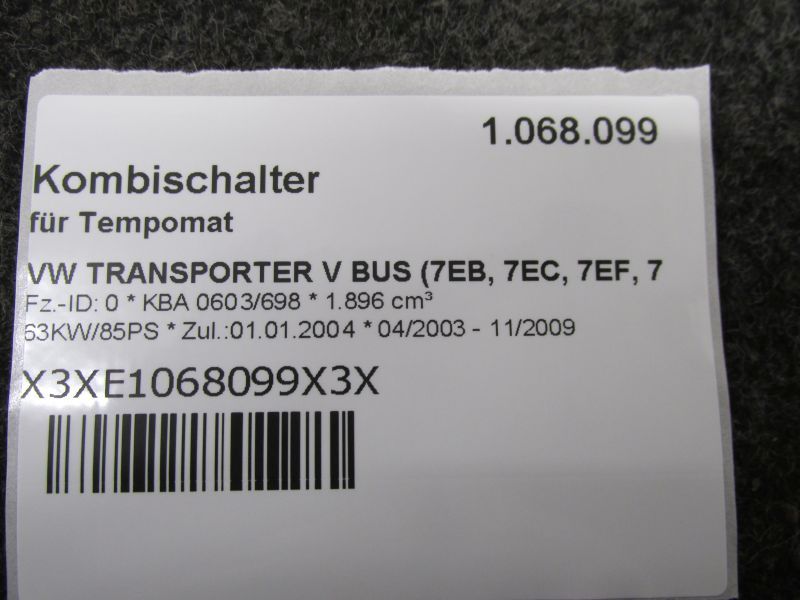 1.068.099
Kombischalter
für Tempomat
VW TRANSPORTER V BUS (7EB, 7EC, 7EF, 7
Fz.-ID: 0 * KBA 0603/698 * 1.896 cm³
63KW/85PS * Zul.:01.01.2004 * 04/2003 - 11/2009
X3XE1068099X3X